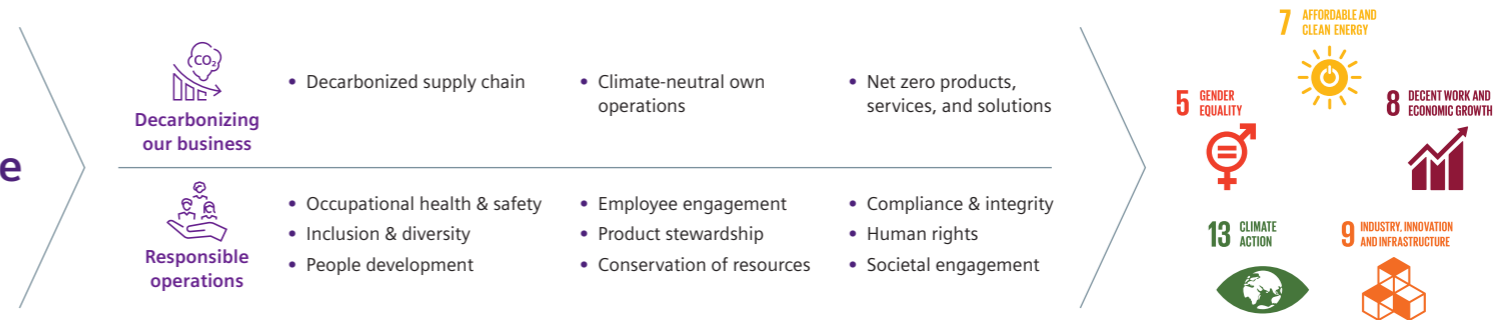 e
CO₂
Decarbonizing
our business
• Decarbonized supply chain
• Climate-neutral own
operations
• Net zero products,
services, and solutions
Responsible
operations
• Occupational health & safety
• Inclusion & diversity
• People development
• Employee engagement
• Product stewardship
• Conservation of resources
• Compliance & integrity
• Human rights
• Societal engagement
7 AFFORDABLE AND
CLEAN ENERGY
5 GENDER
EQUALITY
8 DECENT WORK AND
ECONOMIC GROWTH
13 CLIMATE
ACTION
9 INDUSTRY, INNOVATION
AND INFRASTRUCTURE